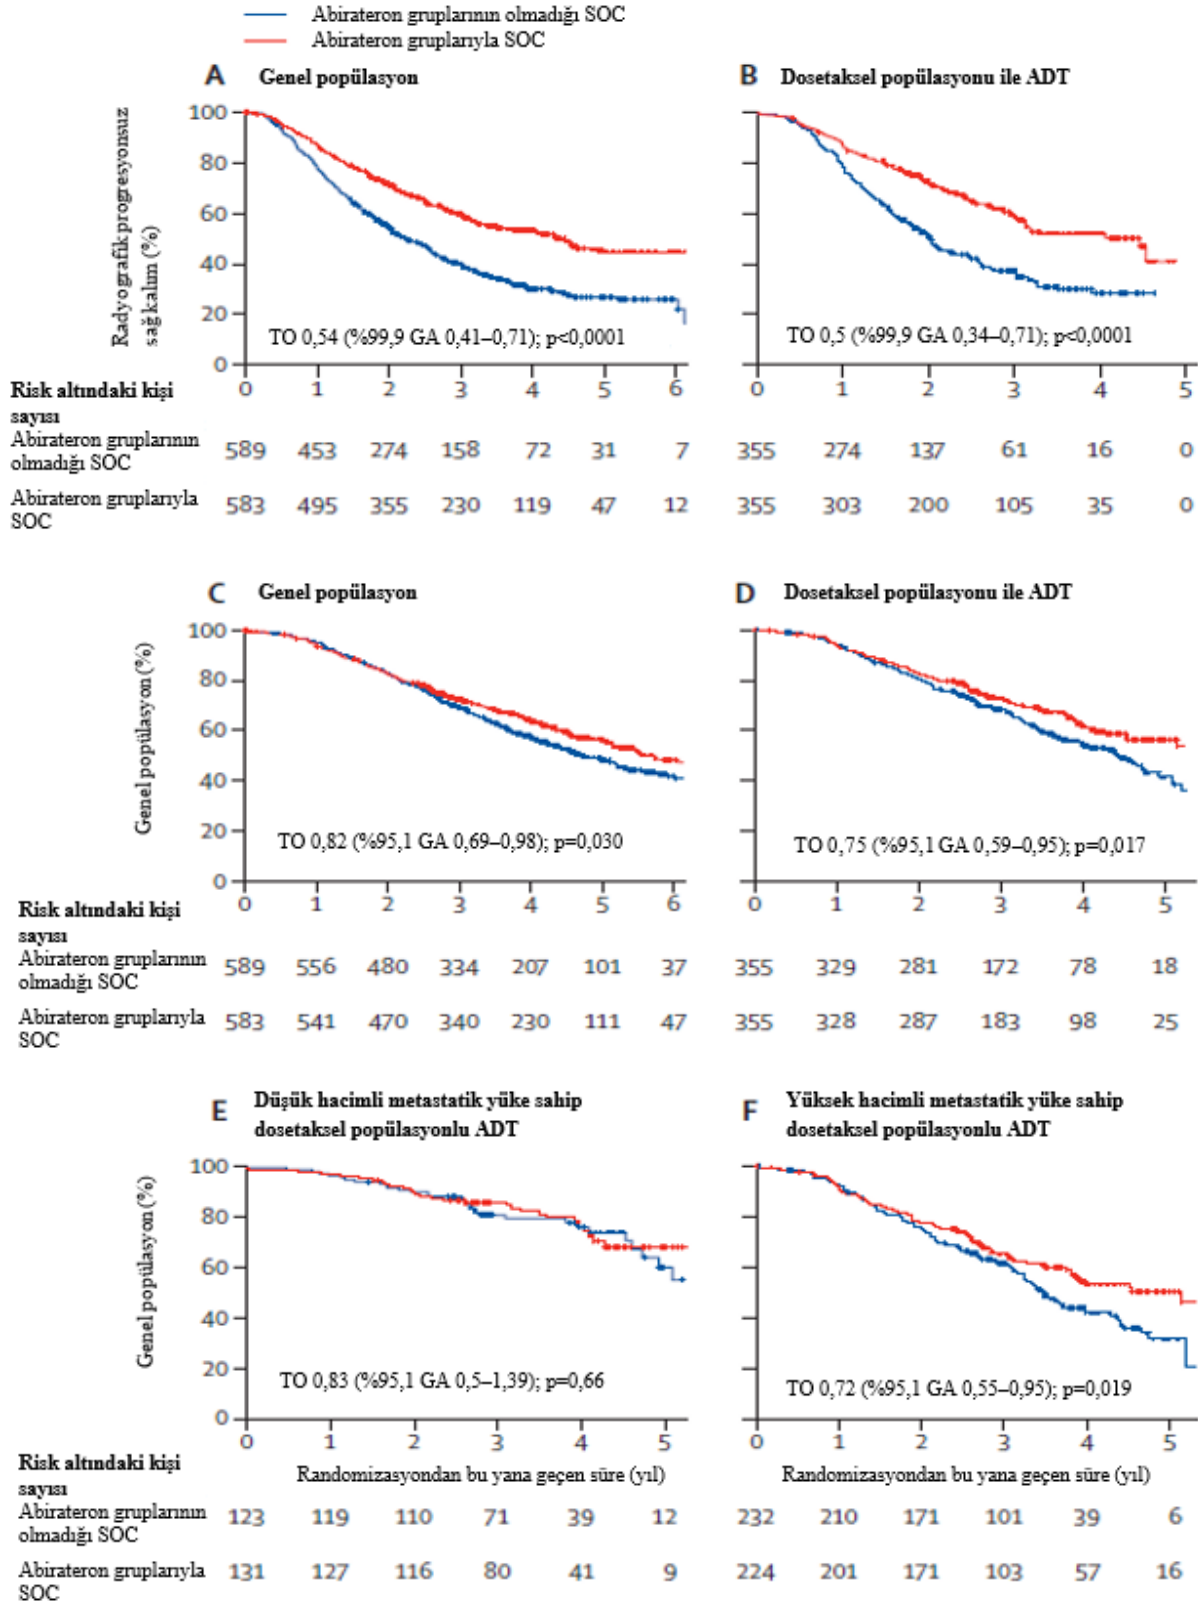 Abirateron gruplarının olmadığı SOC
Abirateron gruplarıyla SOC
A Genel popülasyon
B Dosetaksel popülasyonu ile ADT
Radyografik progresyonsuz
sağ kalım (%)
100
80
60
40
20
0
TO 0,54 (%99,9 GA 0,41–0,71); p<0,0001
TO 0,5 (%99,9 GA 0,34–0,71); p<0,0001
0 1 2 3 4 5 6
0 1 2 3 4 5
Risk altındaki kişi
sayısı
Abirateron gruplarının
olmadığı SOC
589 453 274 158 72 31 7
355 274 137 61 16 0
Abirateron gruplarıyla
SOC
583 495 355 230 119 47 12
355 303 200 105 35 0
C Genel popülasyon
D Dosetaksel popülasyonu ile ADT
Genel popülasyon (%)
100
80
60
40
20
0
TO 0,82 (%95,1 GA 0,69–0,98); p=0,030
TO 0,75 (%95,1 GA 0,59–0,95); p=0,017
0 1 2 3 4 5 6
0 1 2 3 4 5
Risk altındaki kişi
sayısı
Abirateron gruplarının
olmadığı SOC
589 556 480 334 207 101 37
355 329 281 172 78 18
Abirateron gruplarıyla
SOC
583 541 470 340 230 111 47
355 328 287 183 98 25
E Düşük hacimli metastatik yüke sahip
dosetaksel popülasyonlu ADT
F Yüksek hacimli metastatik yüke sahip
dosetaksel popülasyonlu ADT
Genel popülasyon (%)
100
80
60
40
20
0
TO 0,83 (%95,1 GA 0,5–1,39); p=0,66
TO 0,72 (%95,1 GA 0,55–0,95); p=0,019
0 1 2 3 4 5
0 1 2 3 4 5
Randomizasyondan bu yana geçen süre (yıl)
Randomizasyondan bu yana geçen süre (yıl)
Risk altındaki kişi
sayısı
Abirateron gruplarının
olmadığı SOC
123 119 110 71 39 12
232 210 171 101 39 6
Abirateron gruplarıyla
SOC
131 127 116 80 41 9
224 201 171 103 57 16